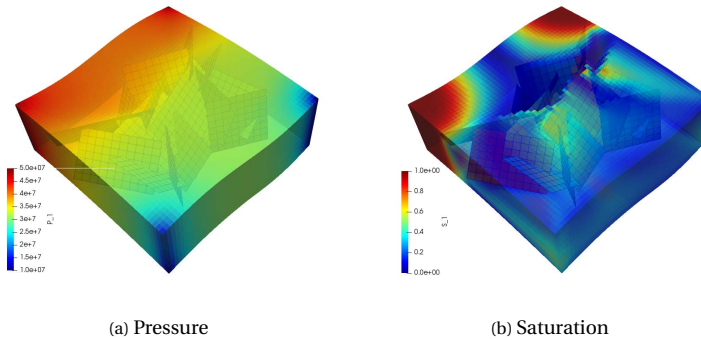 5.0e+07
4.5e+7
4e+7
3.5e+7
3e+7
2.5e+7
2e+7
1.5e+7
1.0e+07
P_1
1.0e+00
0.8
0.6
0.4
0.2
0.0e+00
S_1
(a) Pressure
(b) Saturation